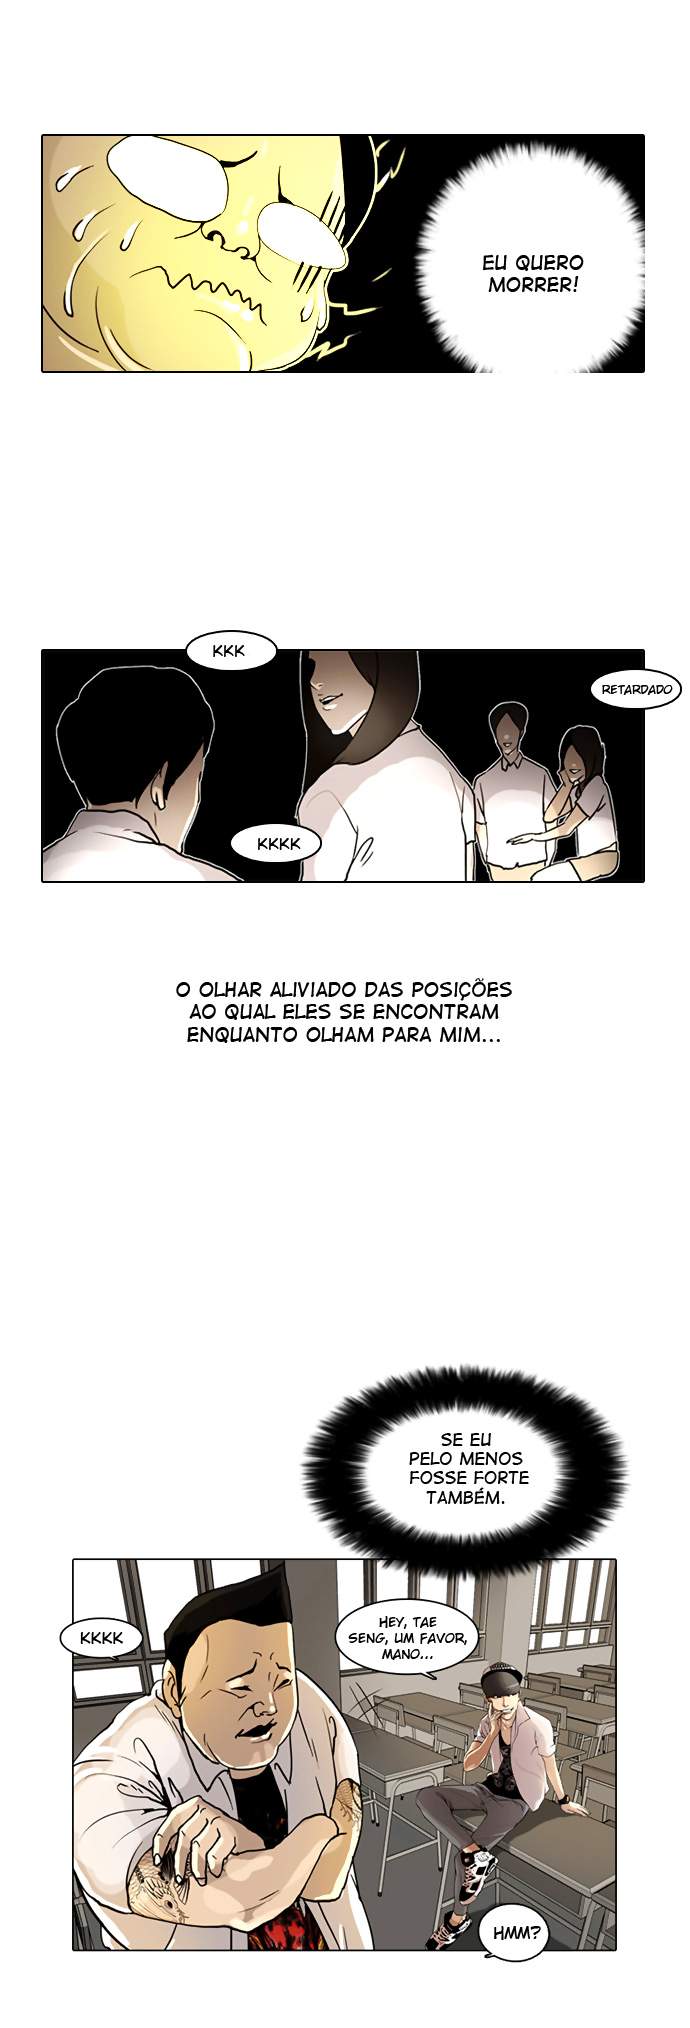 EU QUERO
MORRER!
KKK
RETARDADO
KKKK
O OLHAR ALIVIADO DAS POSIÇÕES
AO QUAL ELES SE ENCONTRAM
ENQUANTO OLHAM PARA MIM...
SE EU
PELO MENOS
FOSSE FORTE
TAMBÉM.
KKKK
HEY, TAE
SENG, UM FAVOR,
MANO...
HMM?